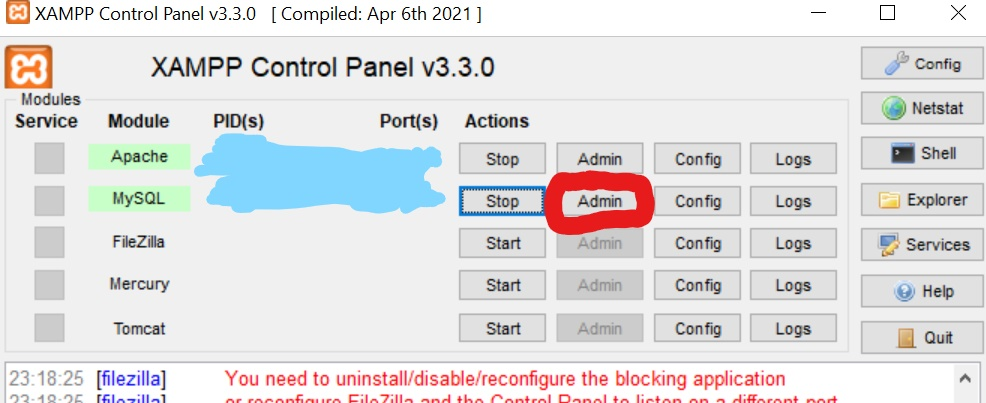 XAMPP Control Panel v3.3.0 [ Compiled: Apr 6th 2021 ]
XAMPP Control Panel v3.3.0
Config
Modules
Service Module PID(s) Port(s) Actions
Netstat
Apache Stop Admin Config Logs
Shell
MySQL Stop Admin Config Logs
Explorer
FileZilla Start Admin Config Logs
Services
Mercury Start Admin Config Logs
Help
Tomcat Start Admin Config Logs
Quit
23:18:25 [filezilla] You need to uninstall/disable/reconfigure the blocking application
23:18:25 [filezilla] or reconfigure FileZilla and the Control Panel to listen on a different port